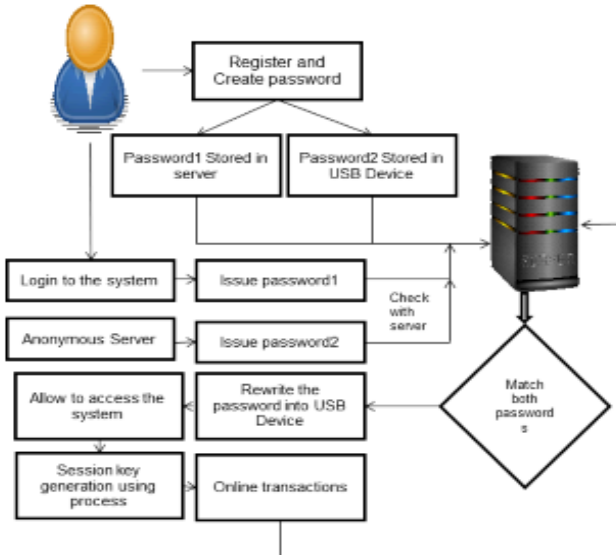 Register and
Create password
Password1 Stored in
server
Password2 Stored in
USB Device
Login to the system
Issue password1
Check
with
server
Anonymous Server
Issue password2
Match
both
password
s
Allow to access the
system
Rewrite the
password into USB
Device
Session key
generation using
process
Online transactions